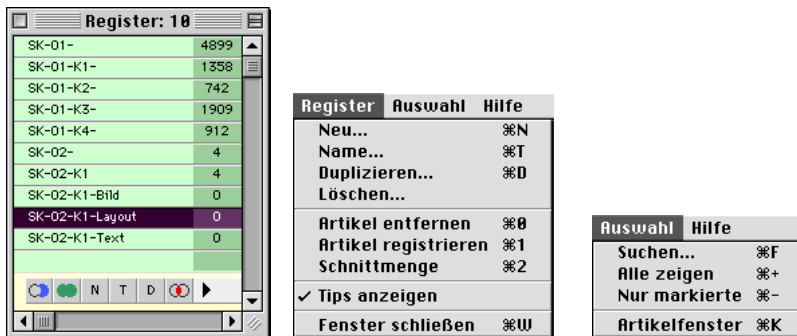 Register: 10
SK-01- 4899
SK-01-K1- 1358
SK-01-K2- 742
SK-01-K3- 1909
SK-01-K4- 912
SK-02- 4
SK-02-K1 4
SK-02-K1-Bild 0
SK-02-K1-Layout 0
SK-02-K1-Text 0
N T D
Register Auswahl Hilfe
Neu... ⌘N
Name... ⌘T
Duplizieren... ⌘D
Löschen...
Artikel entfernen ⌘0
Artikel registrieren ⌘1
Schnittmenge ⌘2
✓ Tips anzeigen
Fenster schließen ⌘W
Auswahl Hilfe
Suchen... ⌘F
Alle zeigen ⌘+
Nur markierte ⌘-
Artikelfenster ⌘K